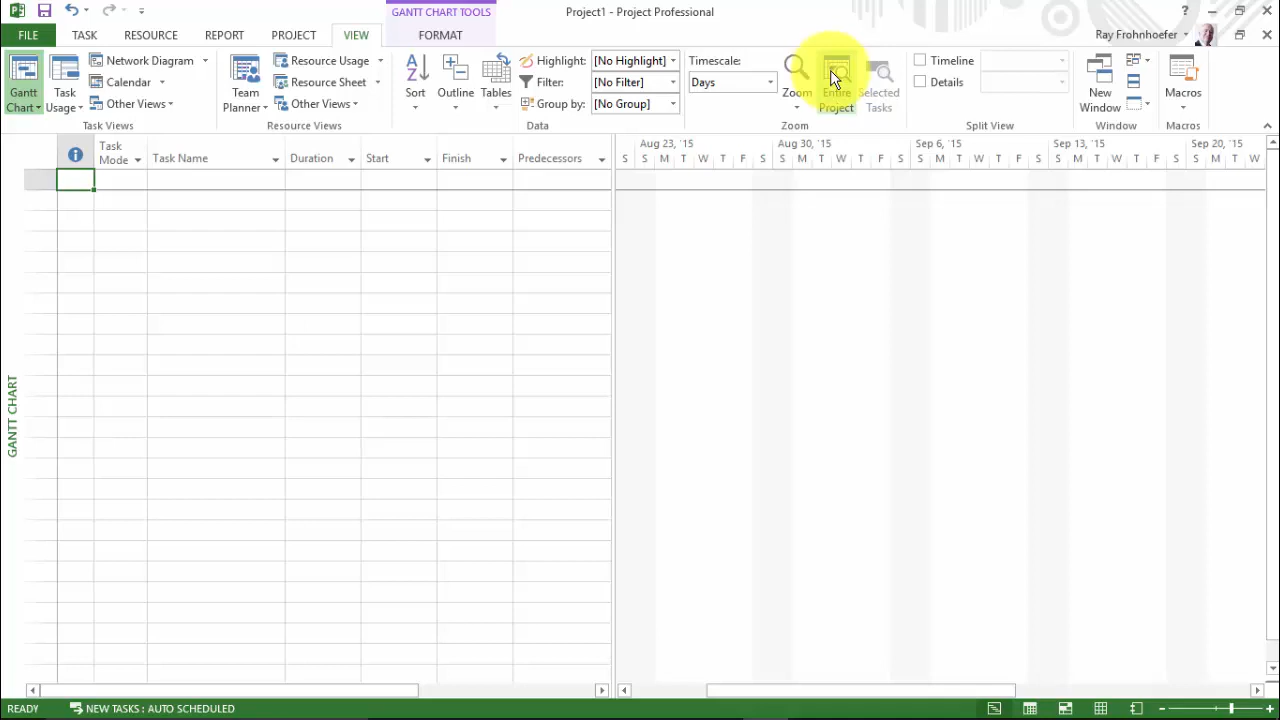 GANTT CHART TOOLS
Project1 - Project Professional
?
FILE
TASK
RESOURCE
REPORT
PROJECT
VIEW
FORMAT
Ray Frohnhoefer
Gantt Chart
Task Usage
Network Diagram
Calendar
Other Views
Task Views
Team Planner
Resource Usage
Resource Sheet
Other Views
Resource Views
Sort
Outline
Tables
Highlight: [No Highlight]
Filter: [No Filter]
Group by: [No Group]
Data
Timescale:
Days
Zoom
Entire Project
Selected Tasks
Zoom
Timeline
Details
Split View
New Window
Window
Macros
Macros
Task Mode
Task Name
Duration
Start
Finish
Predecessors
Aug 23, '15 Aug 30, '15 Sep 6, '15 Sep 13, '15 Sep 20, '15
S S M T W T F S S M T W T F S S M T W T F S S M T W T F S S M T W
GANTT CHART
READY
NEW TASKS : AUTO SCHEDULED